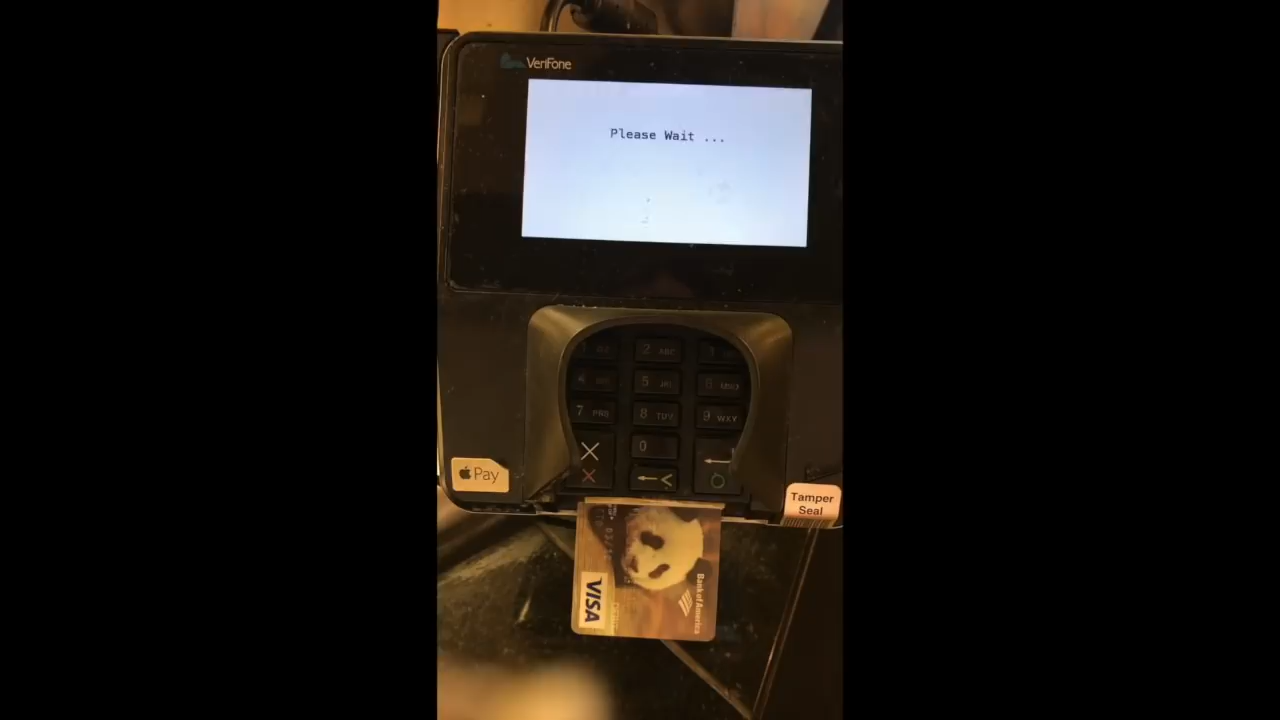 VeriFone
Please Wait ...
2 ABC
5 JKL
6 MNO
7 PRS
8 TUV
9 WXY
0
Pay
Tamper
Seal
Bank of America
VISA